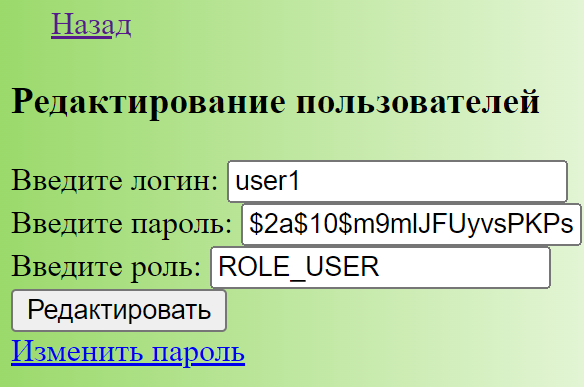 Назад
Редактирование пользователей
Введите логин: user1
Введите пароль: $2a$10$m9mlJFUyvsPKPs
Введите роль: ROLE_USER
Редактировать
Изменить пароль